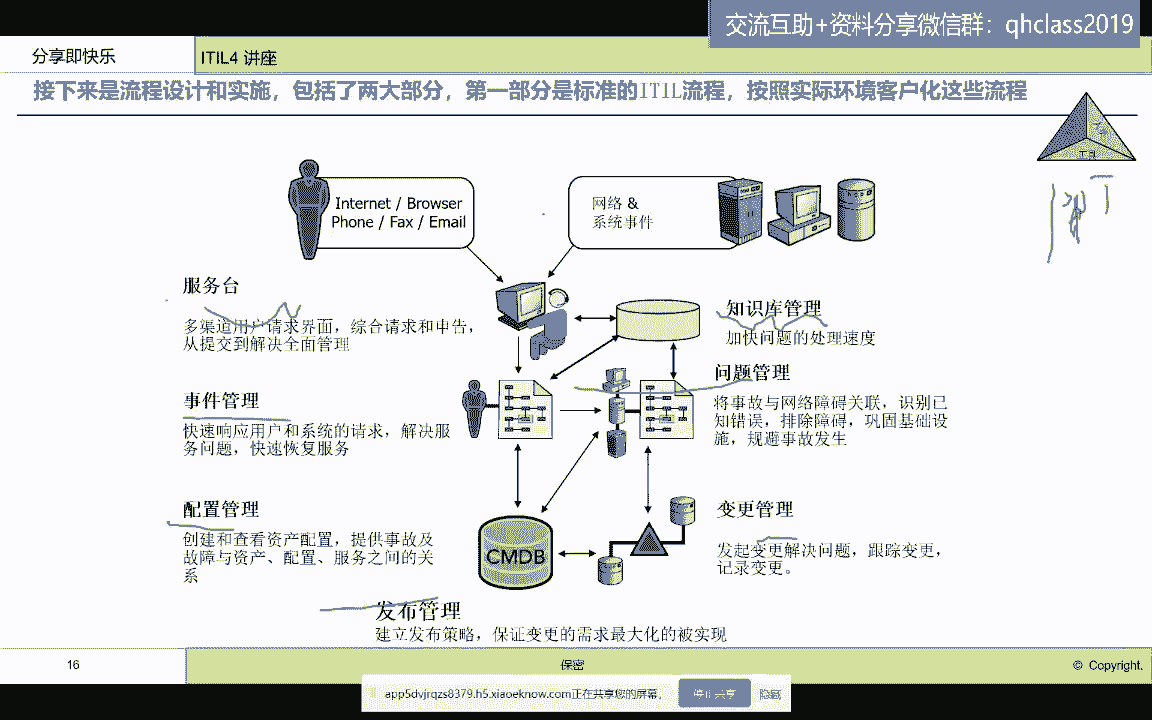 交流互助+资料分享微信群：qhclass2019
分享即快乐
ITIL4 讲座
接下来是流程设计和实施，包括了两大部分，第一部分是标准的ITIL流程，按照实际环境客户化这些流程
工具
Internet / Browser
Phone / Fax / Email
网络 &
系统事件
服务台
多渠道用户请求界面，综合请求和申告，
从提交到解决全面管理
知识库管理
加快问题的处理速度
问题管理
将事故与网络障碍关联，识别已
知错误，排除障碍，巩固基础设
施，规避事故发生
事件管理
快速响应用户和系统的请求，解决服
务问题，快速恢复服务
配置管理
创建和查看资产配置，提供事故及
故障与资产、配置、服务之间的关
系
CMDB
变更管理
发起变更解决问题，跟踪变更，
记录变更。
发布管理
建立发布策略，保证变更的需求最大化的被实现
16
保密
© Copyright.
app5dvjrqzs8379.h5.xiaoeknow.com正在共享您的屏幕。
停止共享
隐藏